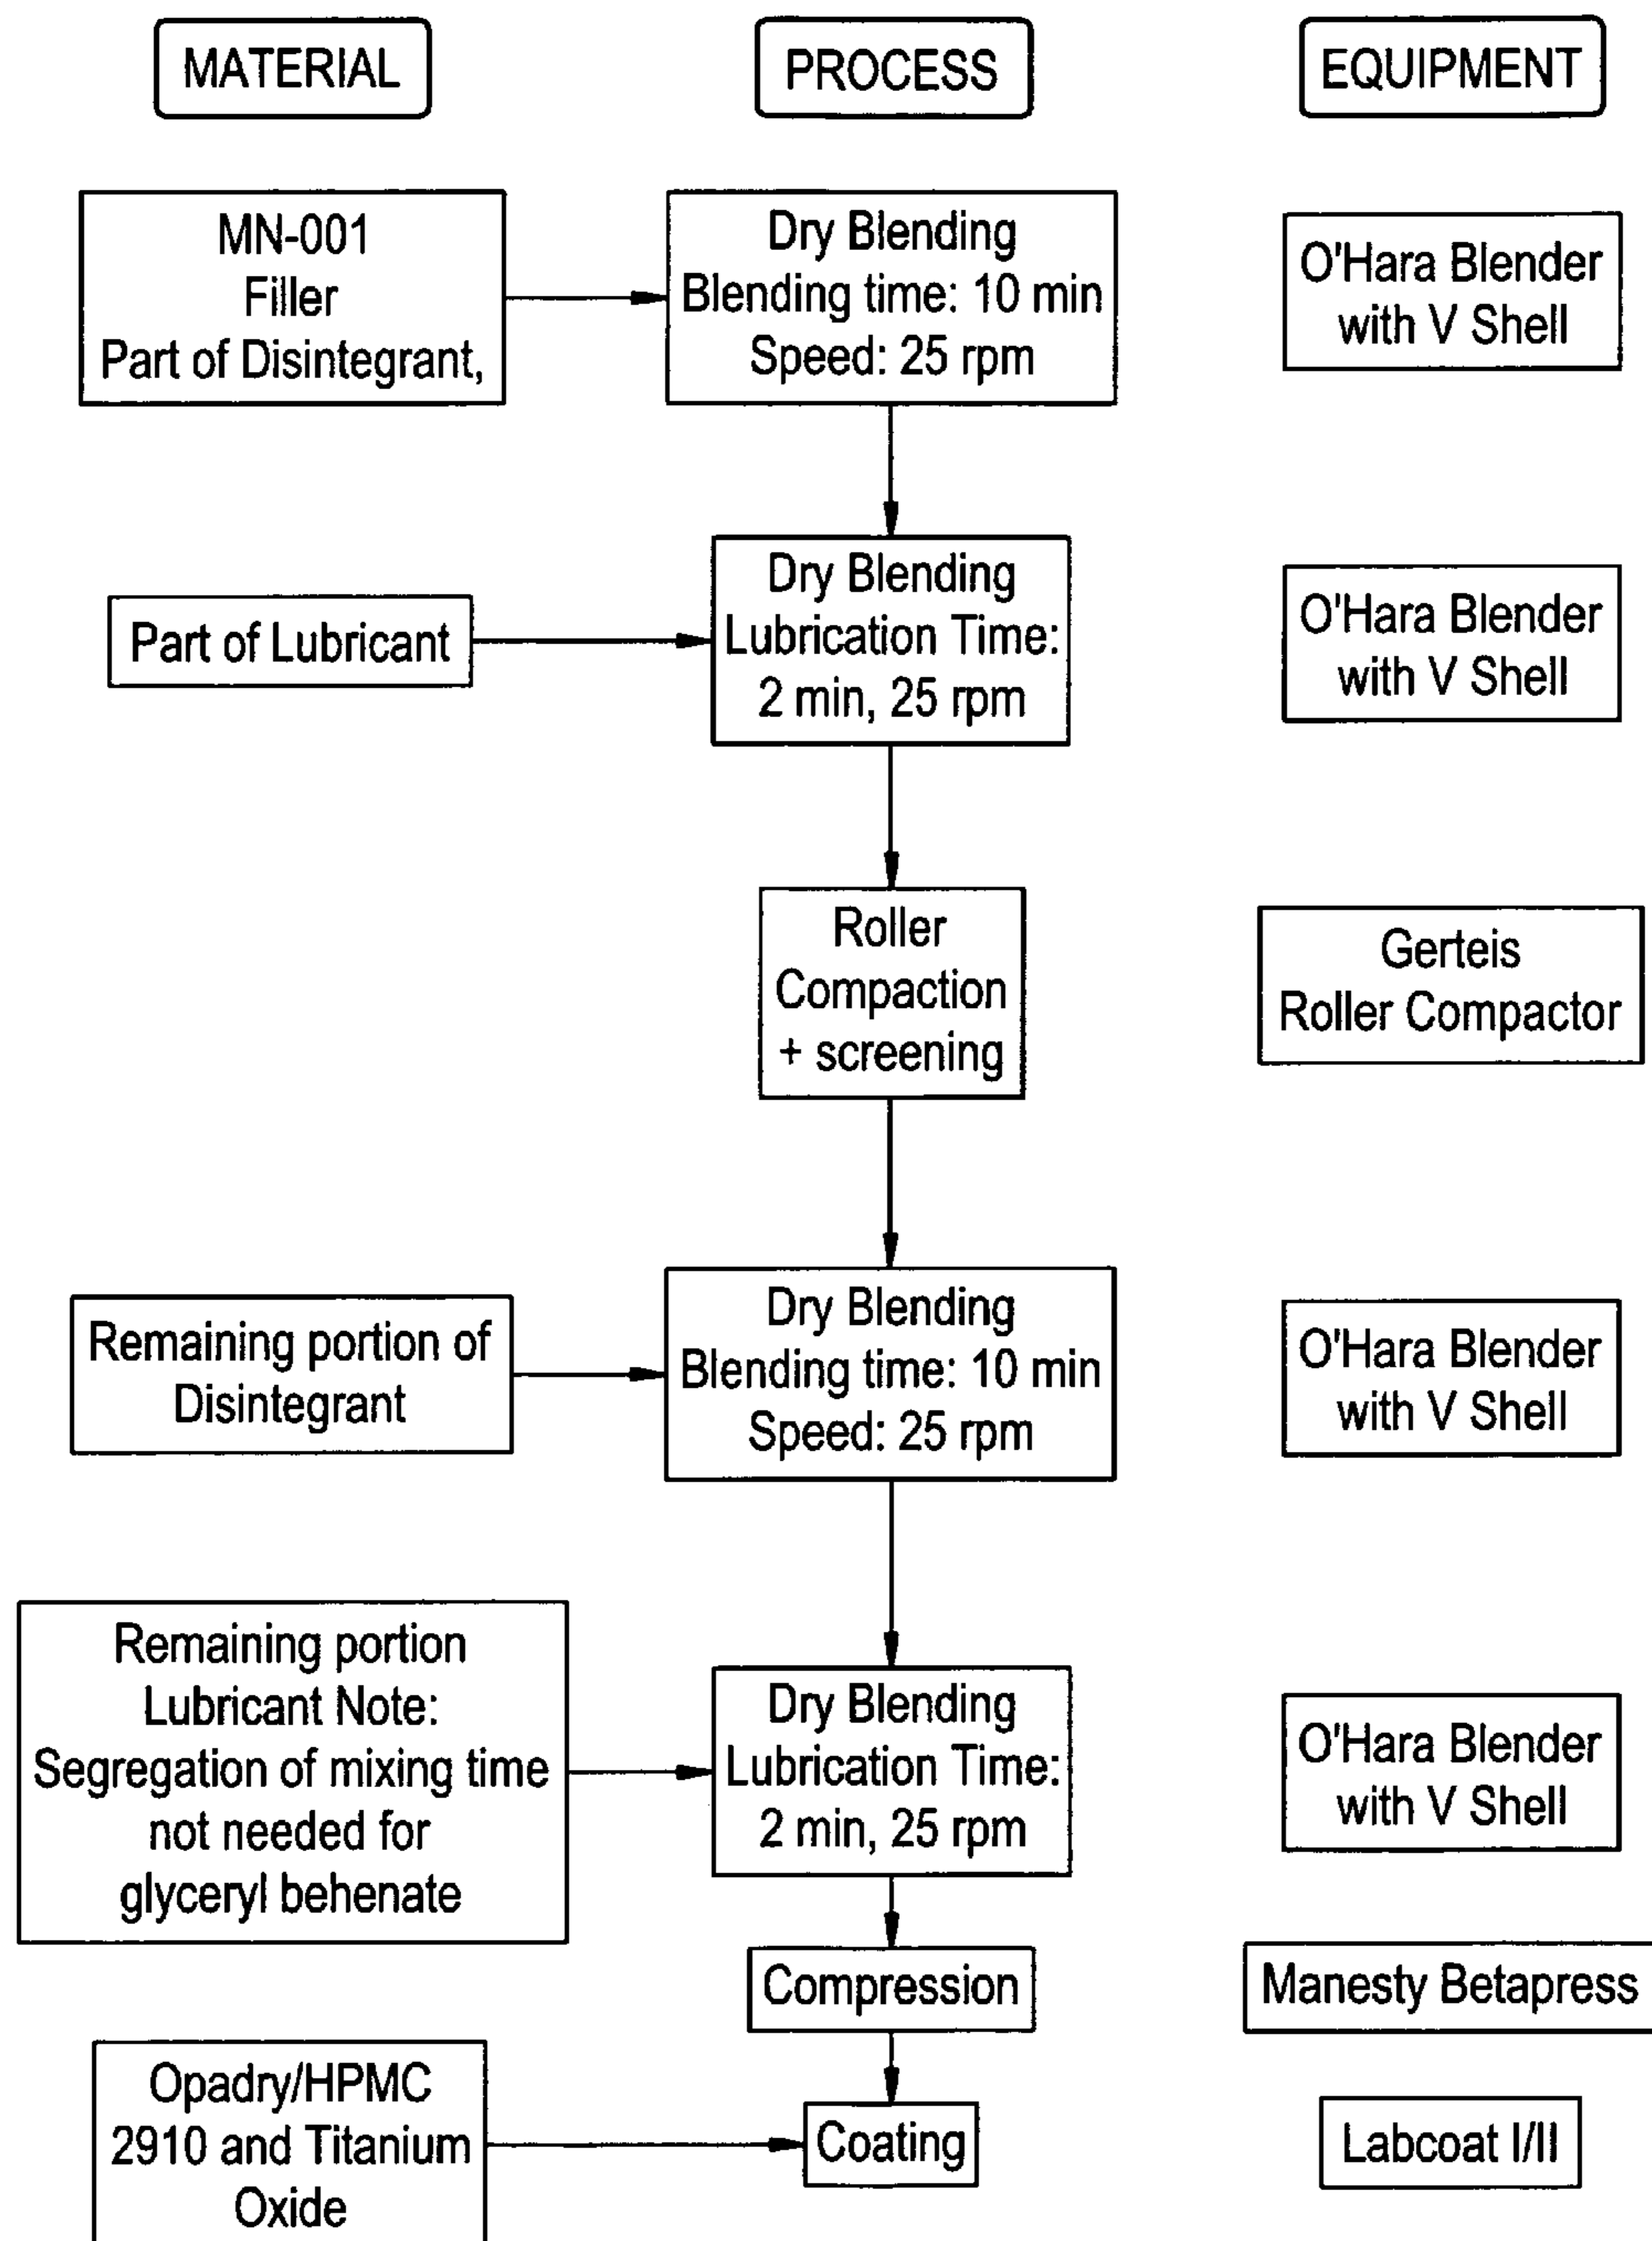 MATERIAL
PROCESS
EQUIPMENT
MN-001
Filler
Part of Disintegrant,
Dry Blending
Blending time: 10 min
Speed: 25 rpm
O'Hara Blender
with V Shell
Part of Lubricant
Dry Blending
Lubrication Time:
2 min, 25 rpm
O'Hara Blender
with V Shell
Roller
Compaction
+ screening
Gerteis
Roller Compactor
Remaining portion of
Disintegrant
Dry Blending
Blending time: 10 min
Speed: 25 rpm
O'Hara Blender
with V Shell
Remaining portion
Lubricant Note:
Segregation of mixing time
not needed for
glyceryl behenate
Dry Blending
Lubrication Time:
2 min, 25 rpm
O'Hara Blender
with V Shell
Compression
Manesty Betapress
Opadry/HPMC
2910 and Titanium
Oxide
Coating
Labcoat I/II